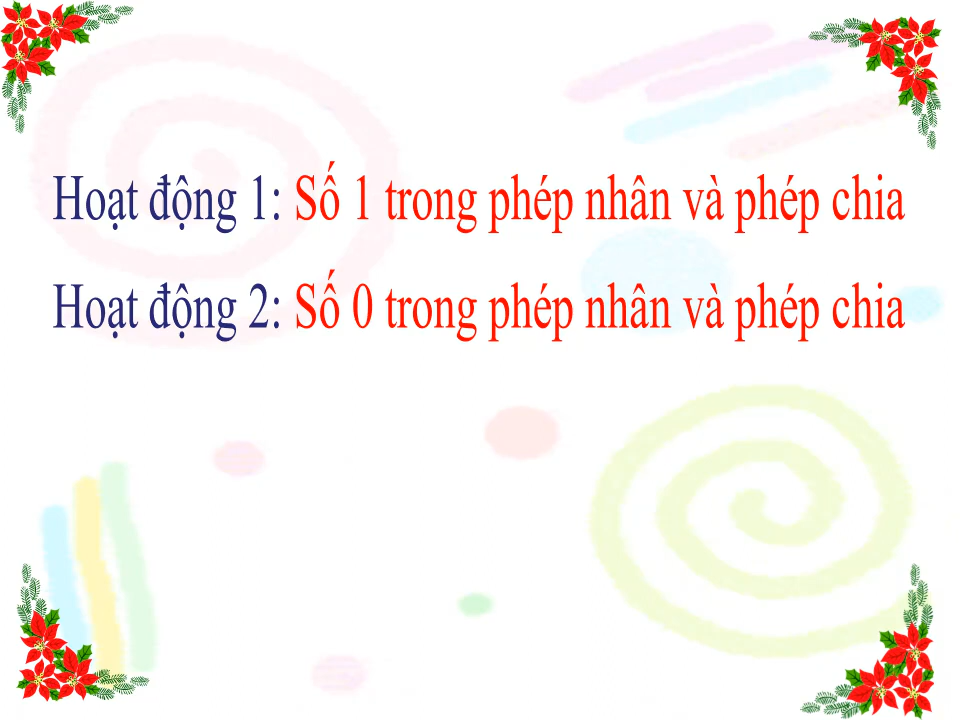 Hoạt động 1: Số 1 trong phép nhân và phép chia
Hoạt động 2: Số 0 trong phép nhân và phép chia